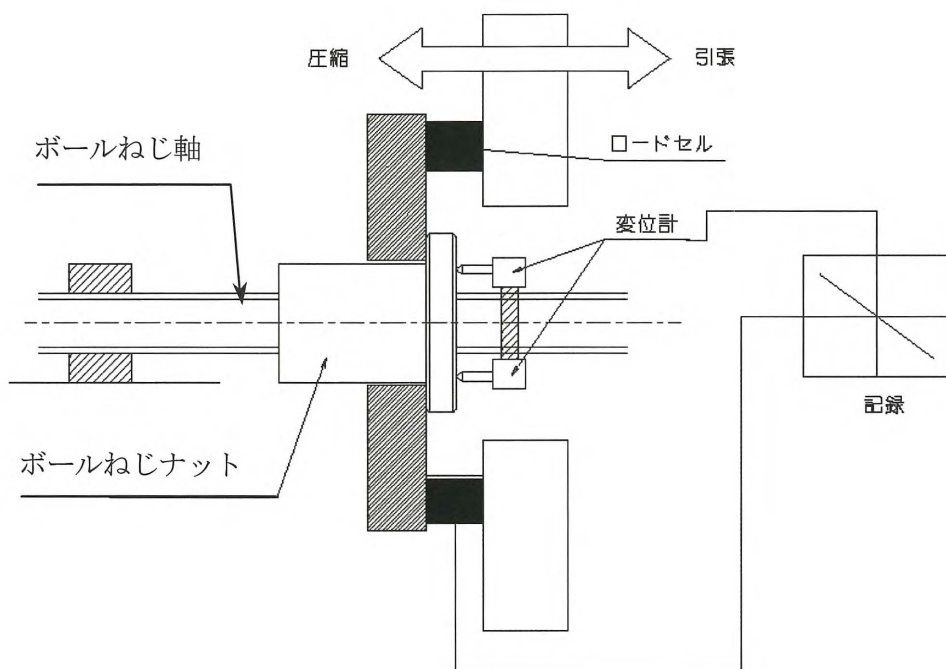 圧縮
引張
ボールねじ軸
ロードセル
変位計
記録
ボールねじナット